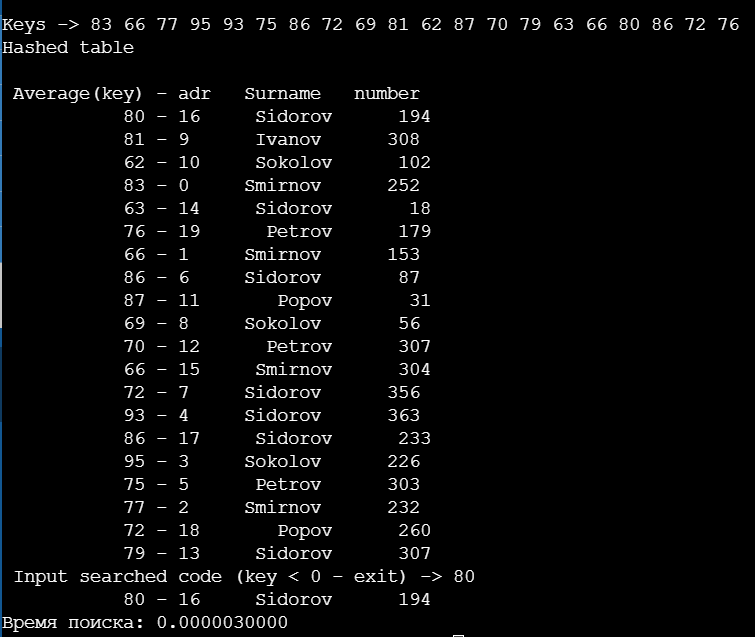 Keys -> 83 66 77 95 93 75 86 72 69 81 62 87 70 79 63 66 80 86 72 76
Hashed table
Average(key) - adr Surname number
80 - 16 Sidorov 194
81 - 9 Ivanov 308
62 - 10 Sokolov 102
83 - 0 Smirnov 252
63 - 14 Sidorov 18
76 - 19 Petrov 179
66 - 1 Smirnov 153
86 - 6 Sidorov 87
87 - 11 Popov 31
69 - 8 Sokolov 56
70 - 12 Petrov 307
66 - 15 Smirnov 304
72 - 7 Sidorov 356
93 - 4 Sidorov 363
86 - 17 Sidorov 233
95 - 3 Sokolov 226
75 - 5 Petrov 303
77 - 2 Smirnov 232
72 - 18 Popov 260
79 - 13 Sidorov 307
Input searched code (key < 0 - exit) -> 80
80 - 16 Sidorov 194
Время поиска: 0.0000030000